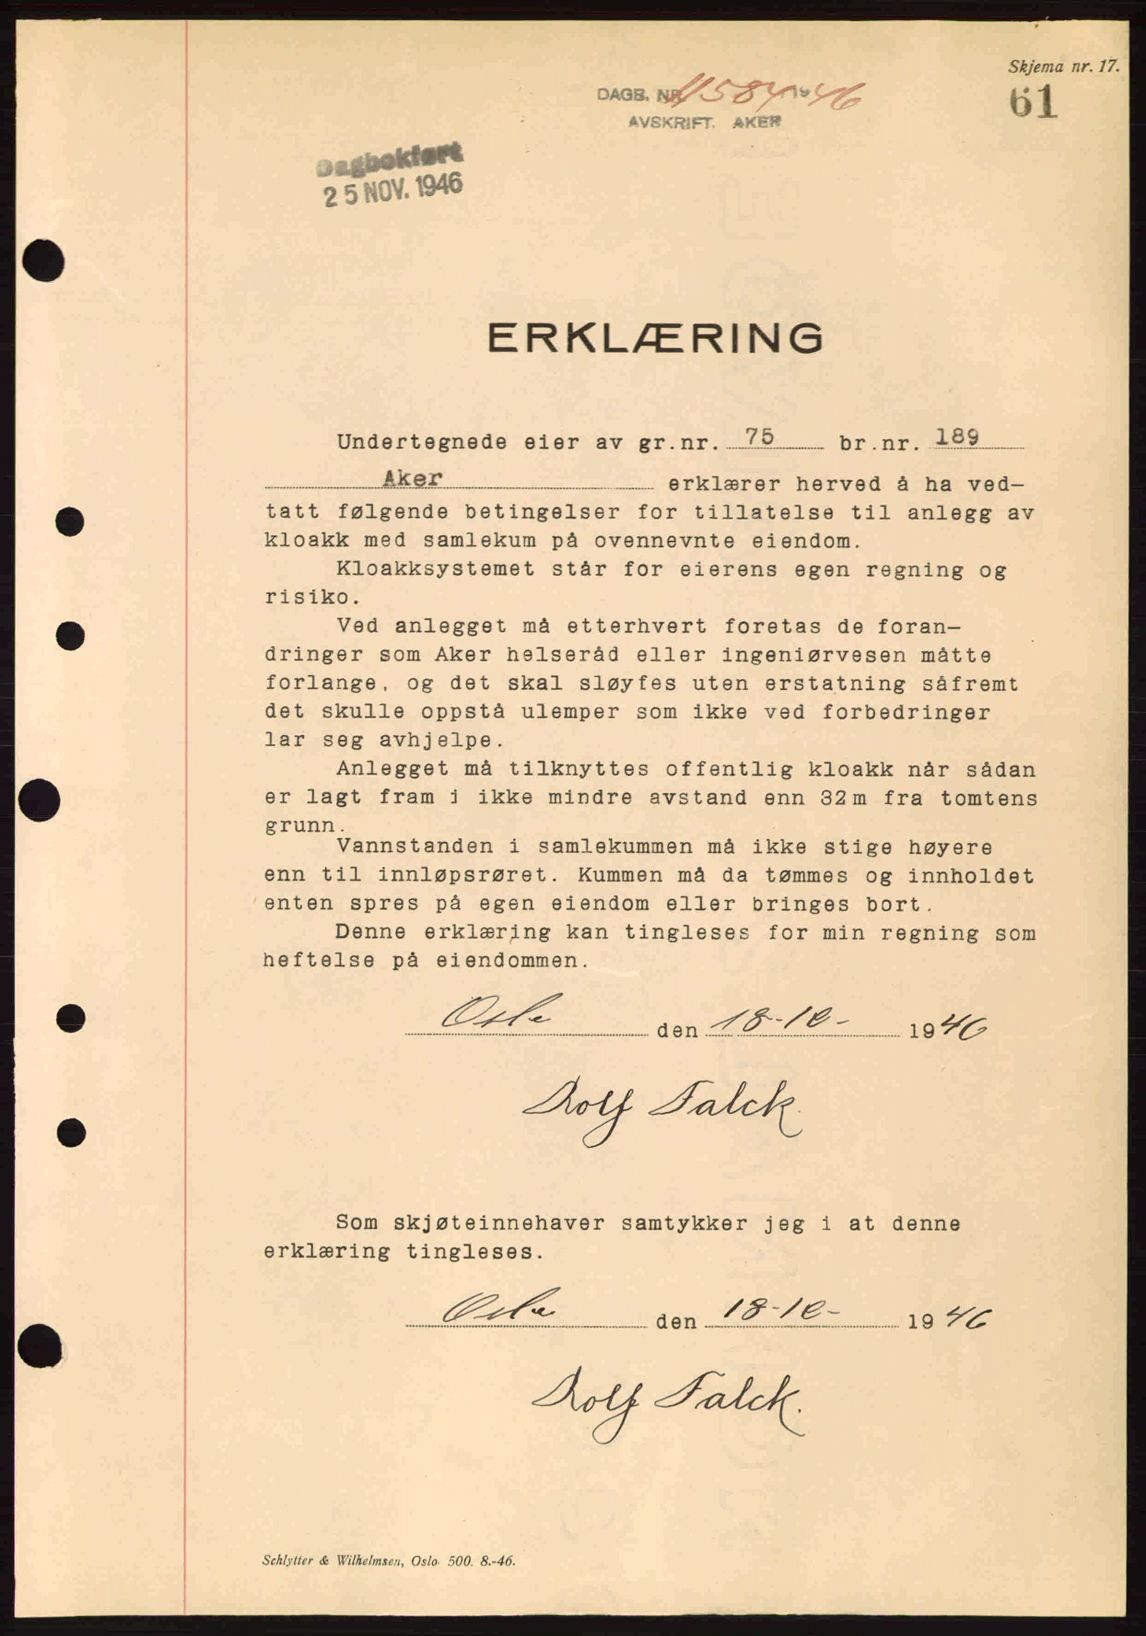 Skjema nr. 17.
61
DAGB. NR. 11584 1946
AVSKRIFT. AKER
Dagbokført
25 NOV. 1946
ERKLÆRING
Undertegnede eier av gr.nr. 75 br.nr. 189
Aker erklærer herved å ha ved-
tatt følgende betingelser for tillatelse til anlegg av
kloakk med samlekum på ovennevnte eiendom.
Kloakksystemet står for eierens egen regning og
risiko.
Ved anlegget må etterhvert foretas de foran-
dringer som Aker helseråd eller ingeniørvesen måtte
forlange, og det skal sløyfes uten erstatning såfremt
det skulle oppstå ulemper som ikke ved forbedringer
lar seg avhjelpe.
Anlegget må tilknyttes offentlig kloakk når sådan
er lagt fram i ikke mindre avstand enn 32m fra tomtens
grunn.
Vannstanden i samlekummen må ikke stige høyere
enn til innløpsrøret. Kummen må da tømmes og innholdet
enten spres på egen eiendom eller bringes bort.
Denne erklæring kan tingleses for min regning som
heftelse på eiendommen.
Oslo den 18-10- 1946
Rolf Falck.
Som skjøteinnehaver samtykker jeg i at denne
erklæring tingleses.
Oslo den 18-10- 1946
Rolf Falck.
Schlytter & Wilhelmsen, Oslo 500. 8.-46.